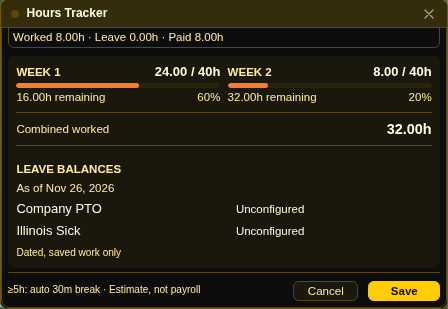 Hours Tracker
Worked 8.00h · Leave 0.00h · Paid 8.00h
WEEK 1 24.00 / 40h WEEK 2 8.00 / 40h
16.00h remaining 60% 32.00h remaining 20%
Combined worked 32.00h
LEAVE BALANCES
As of Nov 26, 2026
Company PTO Unconfigured
Illinois Sick Unconfigured
Dated, saved work only
≥5h: auto 30m break · Estimate, not payroll Cancel Save